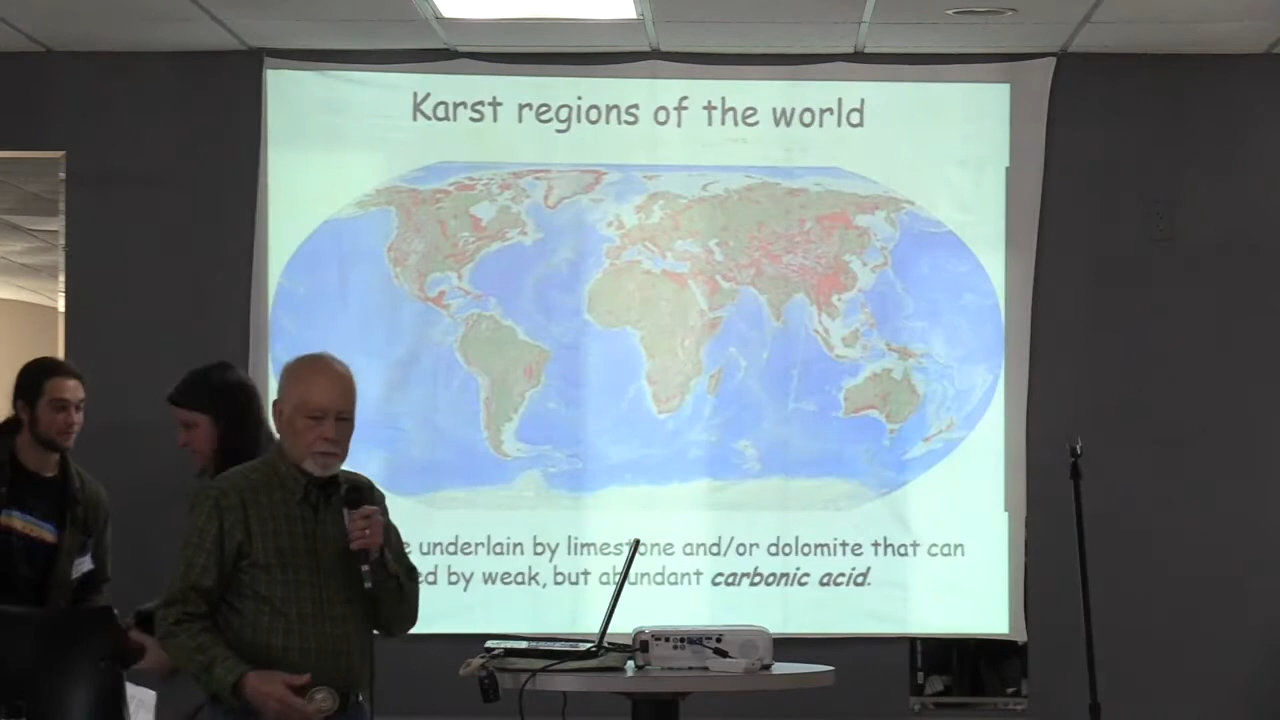 Karst regions of the world
underlain by limestone and/or dolomite that can
by weak, but abundant carbonic acid.